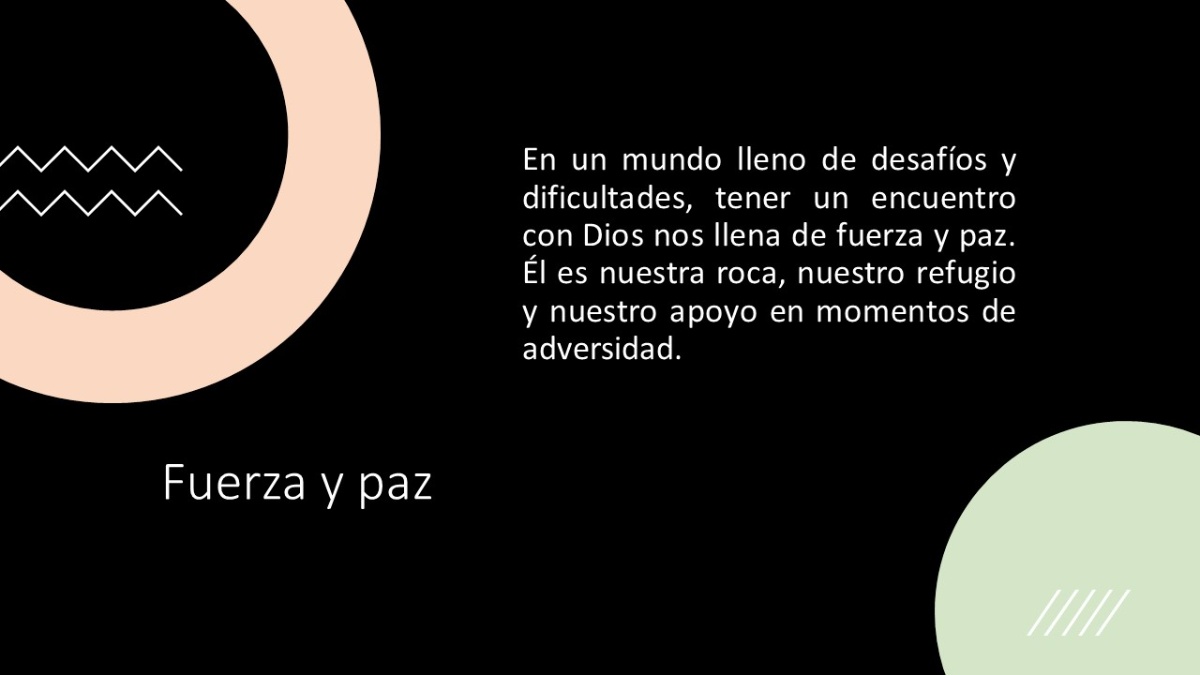 En un mundo lleno de desafíos y
dificultades, tener un encuentro
con Dios nos llena de fuerza y paz.
Él es nuestra roca, nuestro refugio
y nuestro apoyo en momentos de
adversidad.
Fuerza y paz